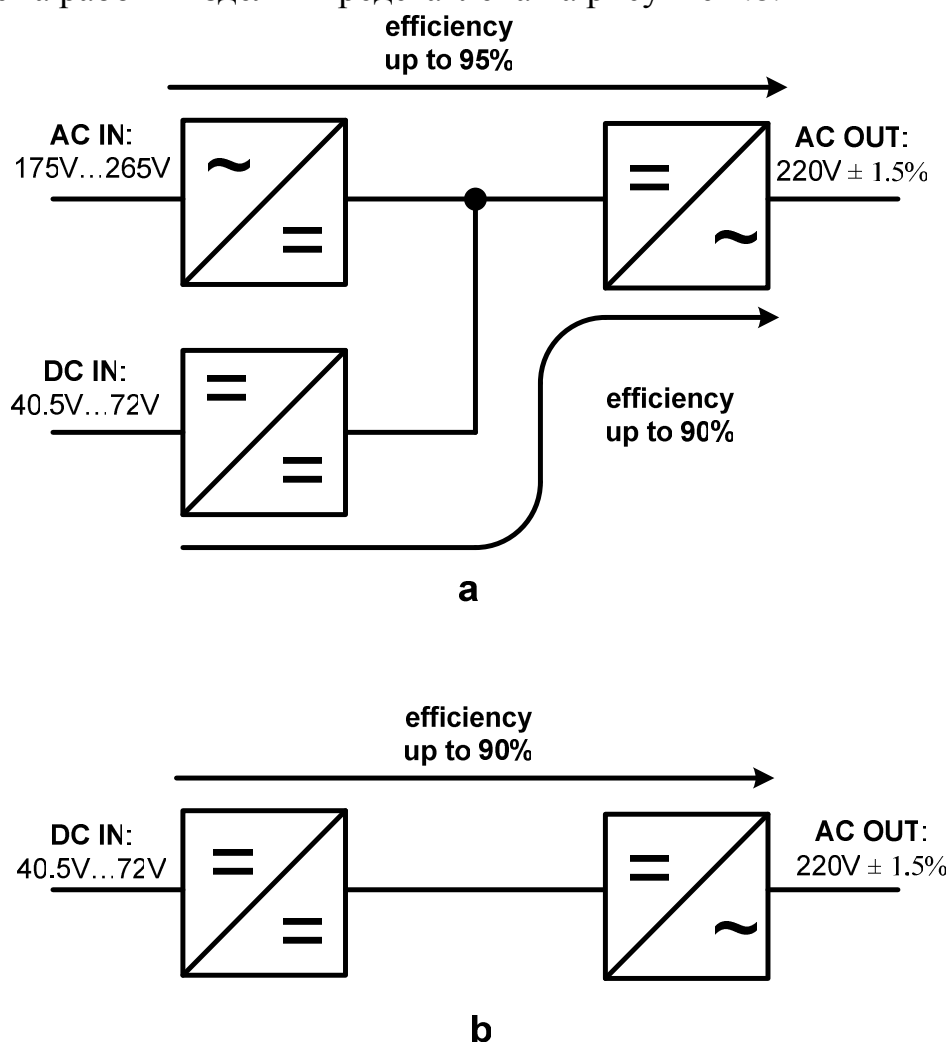 efficiency
up to 95%
AC IN:
175V...265V
~
=
=
~
AC OUT:
220V ± 1.5%
DC IN:
40.5V...72V
=
=
efficiency
up to 90%
a
efficiency
up to 90%
DC IN:
40.5V...72V
=
=
=
~
AC OUT:
220V ± 1.5%
b